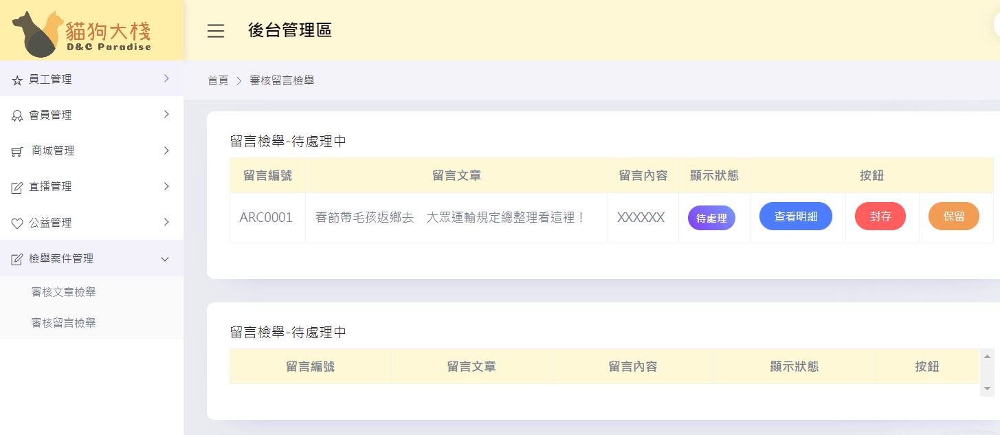 貓狗大棧
D&C Paradise
後台管理區
員工管理
會員管理
商城管理
直播管理
公益管理
檢舉案件管理
審核文章檢舉
審核留言檢舉
首頁 > 審核留言檢舉
留言檢舉-待處理中
留言編號 留言文章 留言內容 顯示狀態 按鈕
ARC0001 春節帶毛孩返鄉去 大眾運輸規定總整理看這裡！ XXXXXX 待處理 查看明細 封存 保留
留言檢舉-待處理中
留言編號 留言文章 留言內容 顯示狀態 按鈕